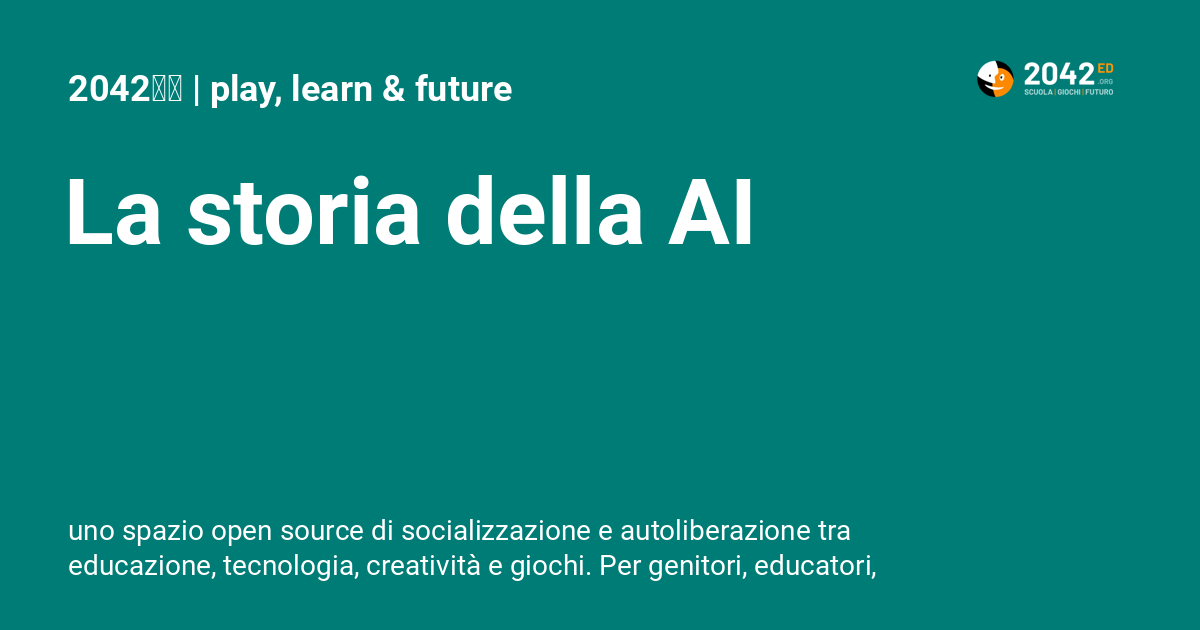 2042 | play, learn & future
2042 ED
.ORG
SCUOLA | GIOCHI | FUTURO
La storia della AI
uno spazio open source di socializzazione e autoliberazione tra
educazione, tecnologia, creatività e giochi. Per genitori, educatori,